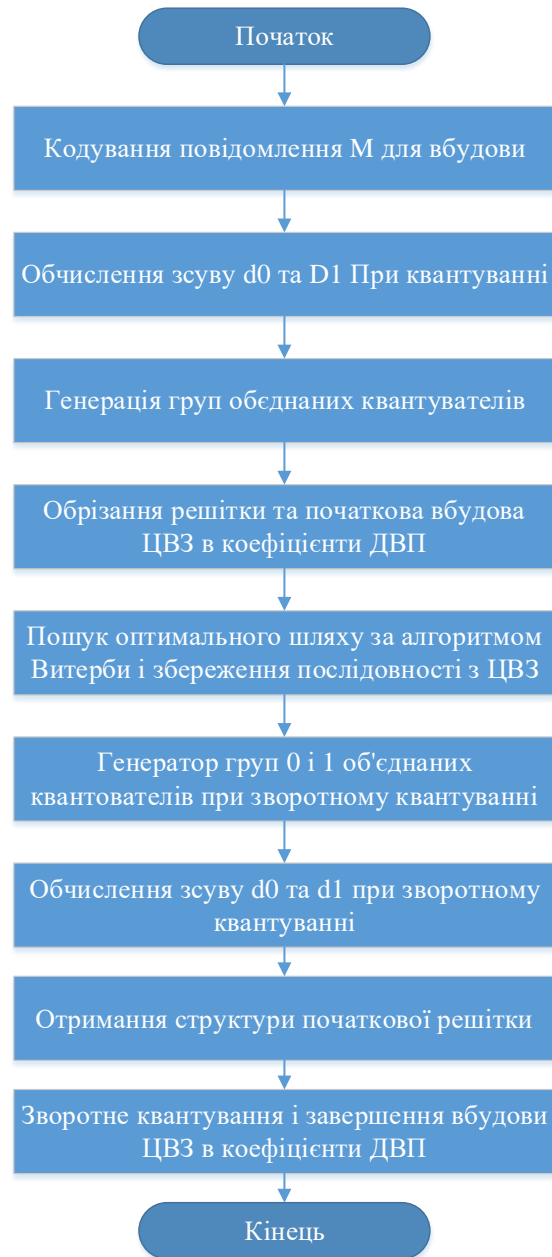 Початок
Кодування повідомлення М для вбудови
Обчислення зсуву d0 та D1 При квантуванні
Генерація груп обєднаних квантувателів
Обрізання решітки та початкова вбудова
ЦВЗ в коефіцієнти ДВП
Пошук оптимального шляху за алгоритмом
Витерби і збереження послідовності з ЦВЗ
Генератор груп 0 і 1 об'єднаних
квантователів при зворотному квантуванні
Обчислення зсуву d0 та d1 при зворотному
квантуванні
Отримання структури початкової решітки
Зворотне квантування і завершення вбудови
ЦВЗ в коефіцієнти ДВП
Кінець